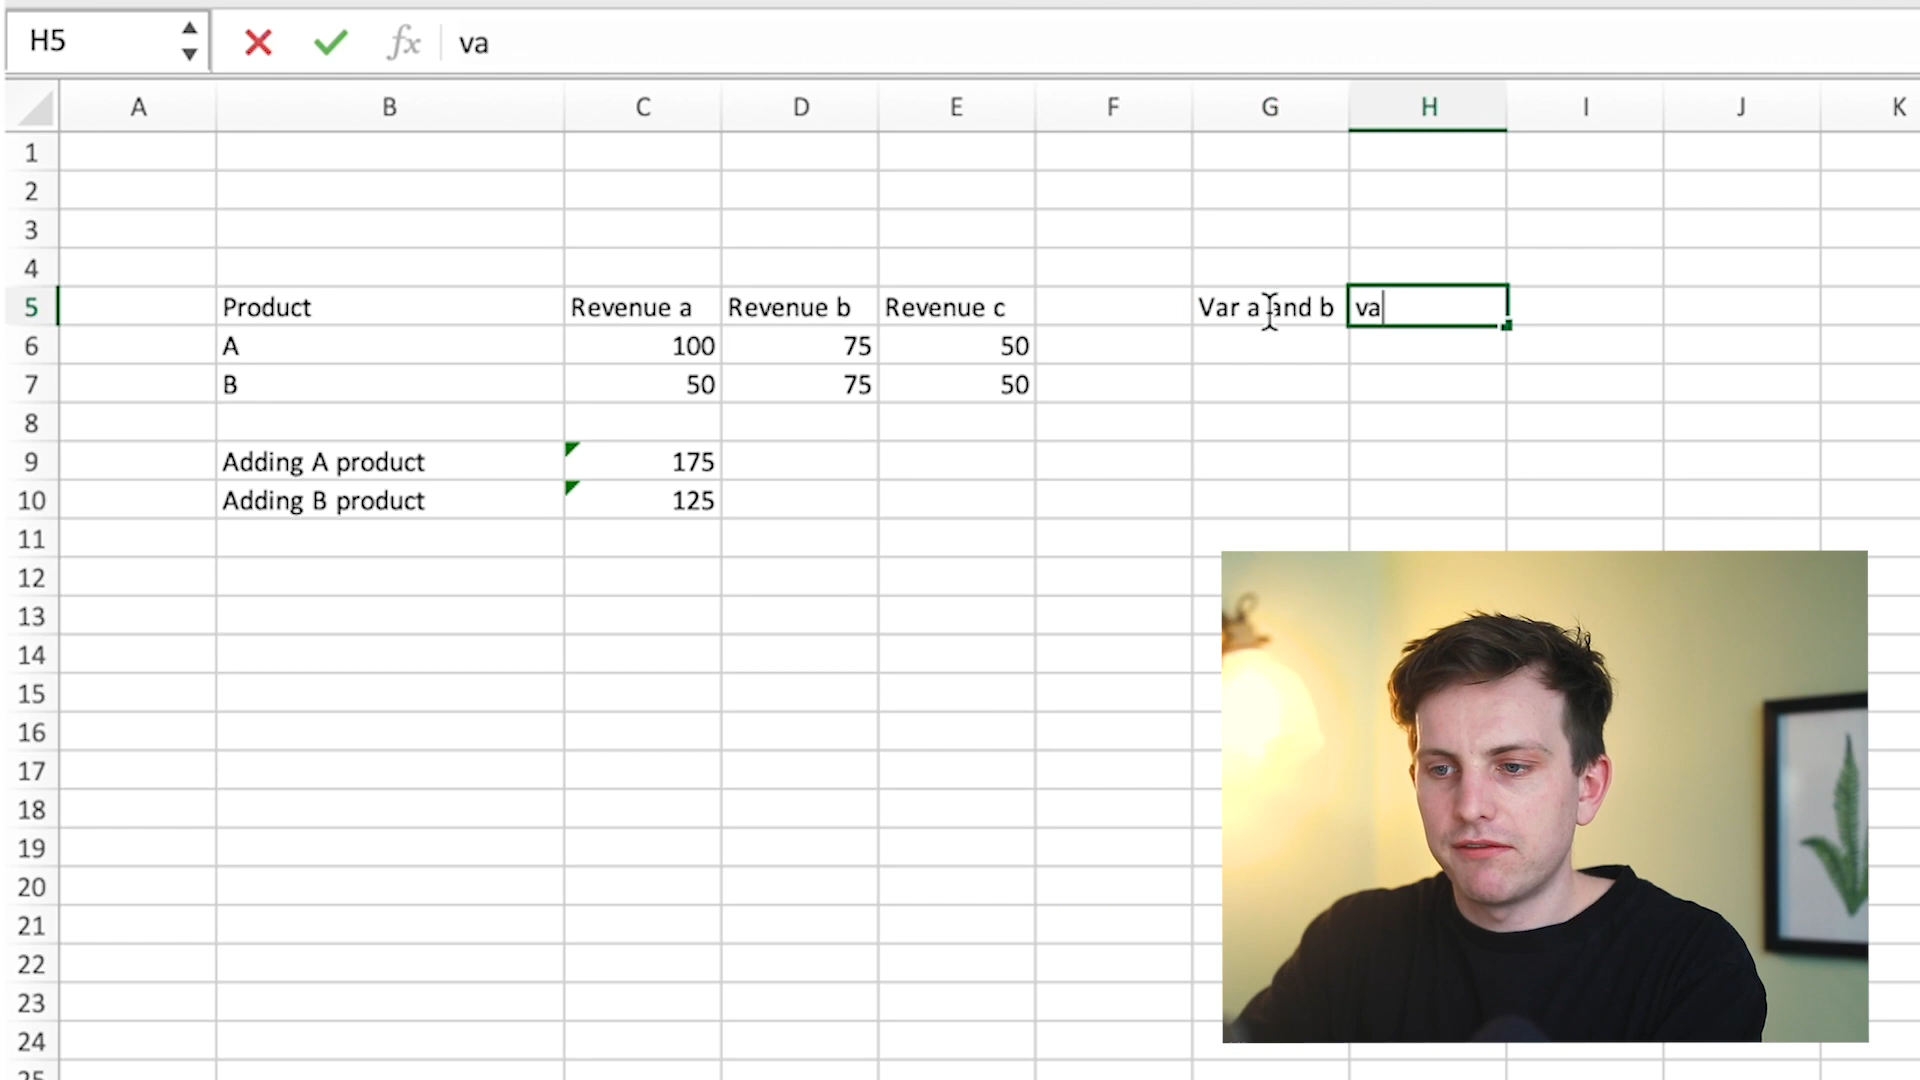 H5 fx va
A B C D E F G H I J K
1
2
3
4
5 Product Revenue a Revenue b Revenue c Var a and b va
6 A 100 75 50
7 B 50 75 50
8
9 Adding A product 175
10 Adding B product 125
11
12
13
14
15
16
17
18
19
20
21
22
23
24
25